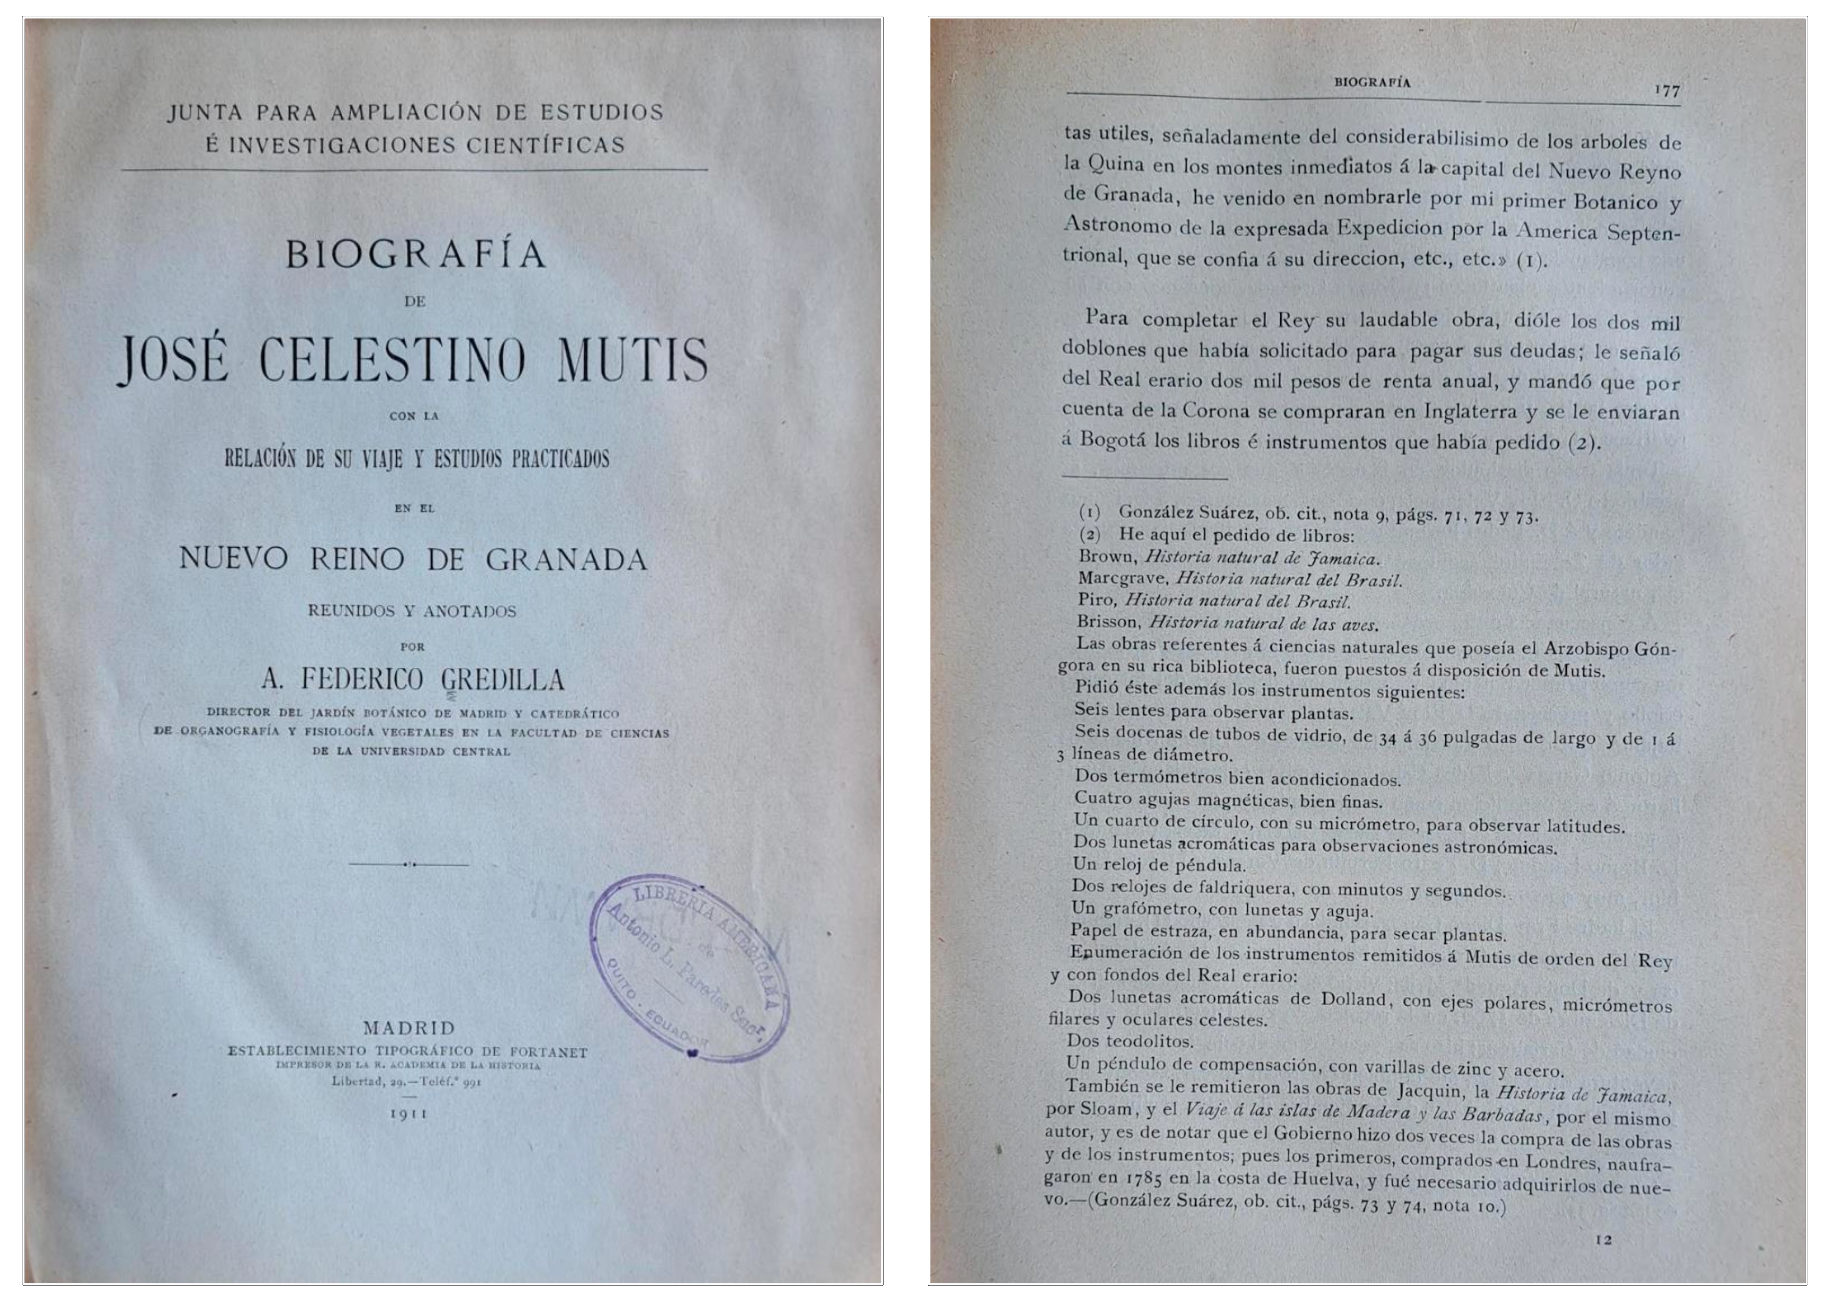 JUNTA PARA AMPLIACIÓN DE ESTUDIOS
É INVESTIGACIONES CIENTÍFICAS
BIOGRAFÍA
DE
JOSÉ CELESTINO MUTIS
CON LA
RELACIÓN DE SU VIAJE Y ESTUDIOS PRACTICADOS
EN EL
NUEVO REINO DE GRANADA
REUNIDOS Y ANOTADOS
POR
A. FEDERICO GREDILLA
DIRECTOR DEL JARDÍN BOTÁNICO DE MADRID Y CATEDRÁTICO
DE ORGANOGRAFÍA Y FISIOLOGÍA VEGETALES EN LA FACULTAD DE CIENCIAS
DE LA UNIVERSIDAD CENTRAL
LIBRERIA AMERICANA
de
Antonio L. Paredes Sacr.
QUITO - ECUADOR
MADRID
ESTABLECIMIENTO TIPOGRÁFICO DE FORTANET
IMPRESOR DE LA R. ACADEMIA DE LA HISTORIA
Libertad, 29.—Teléf.° 991
1911
BIOGRAFÍA 177
tas utiles, señaladamente del considerabilisimo de los arboles de
la Quina en los montes inmediatos á la capital del Nuevo Reyno
de Granada, he venido en nombrarle por mi primer Botanico y
Astronomo de la expresada Expedicion por la America Septen-
trional, que se confia á su direccion, etc., etc.» (1).
Para completar el Rey su laudable obra, dióle los dos mil
doblones que había solicitado para pagar sus deudas; le señaló
del Real erario dos mil pesos de renta anual, y mandó que por
cuenta de la Corona se compraran en Inglaterra y se le enviaran
á Bogotá los libros é instrumentos que había pedido (2).
(1) González Suárez, ob. cit., nota 9, págs. 71, 72 y 73.
(2) He aquí el pedido de libros:
Brown, Historia natural de Jamaica.
Marcgrave, Historia natural del Brasil.
Piro, Historia natural del Brasil.
Brisson, Historia natural de las aves.
Las obras referentes á ciencias naturales que poseía el Arzobispo Gón-
gora en su rica biblioteca, fueron puestos á disposición de Mutis.
Pidió éste además los instrumentos siguientes:
Seis lentes para observar plantas.
Seis docenas de tubos de vidrio, de 34 á 36 pulgadas de largo y de 1 á
3 líneas de diámetro.
Dos termómetros bien acondicionados.
Cuatro agujas magnéticas, bien finas.
Un cuarto de círculo, con su micrómetro, para observar latitudes.
Dos lunetas acromáticas para observaciones astronómicas.
Un reloj de péndula.
Dos relojes de faldriquera, con minutos y segundos.
Un grafómetro, con lunetas y aguja.
Papel de estraza, en abundancia, para secar plantas.
Enumeración de los instrumentos remitidos á Mutis de orden del Rey
y con fondos del Real erario:
Dos lunetas acromáticas de Dolland, con ejes polares, micrómetros
filares y oculares celestes.
Dos teodolitos.
Un péndulo de compensación, con varillas de zinc y acero.
También se le remitieron las obras de Jacquin, la Historia de Jamaica,
por Sloam, y el Viaje á las islas de Madera y las Barbadas, por el mismo
autor, y es de notar que el Gobierno hizo dos veces la compra de las obras
y de los instrumentos; pues los primeros, comprados en Londres, naufra-
garon en 1785 en la costa de Huelva, y fué necesario adquirirlos de nue-
vo.—(González Suárez, ob. cit., págs. 73 y 74, nota 10.)
12